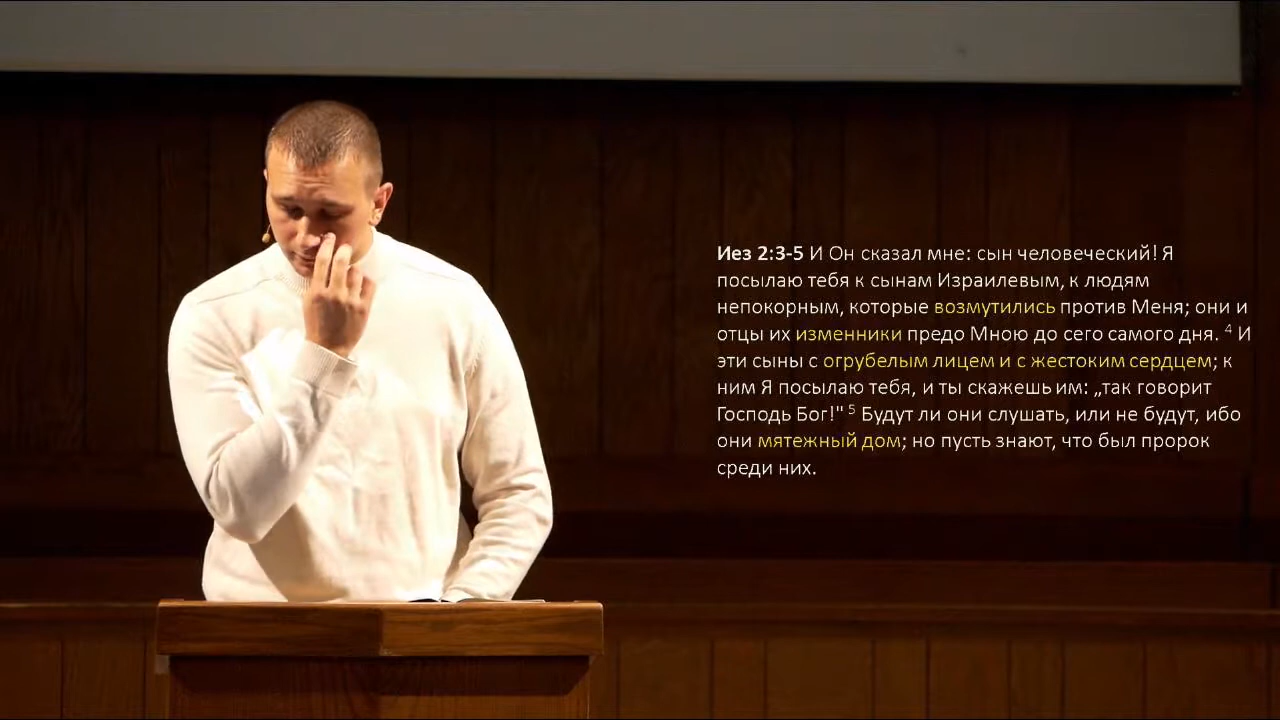 Иез 2:3-5 И Он сказал мне: сын человеческий! Я
посылаю тебя к сынам Израилевым, к людям
непокорным, которые возмутились против Меня; они и
отцы их изменники предо Мною до сего самого дня. ⁴ И
эти сыны с огрубелым лицем и с жестоким сердцем; к
ним Я посылаю тебя, и ты скажешь им: „так говорит
Господь Бог!" ⁵ Будут ли они слушать, или не будут, ибо
они мятежный дом; но пусть знают, что был пророк
среди них.